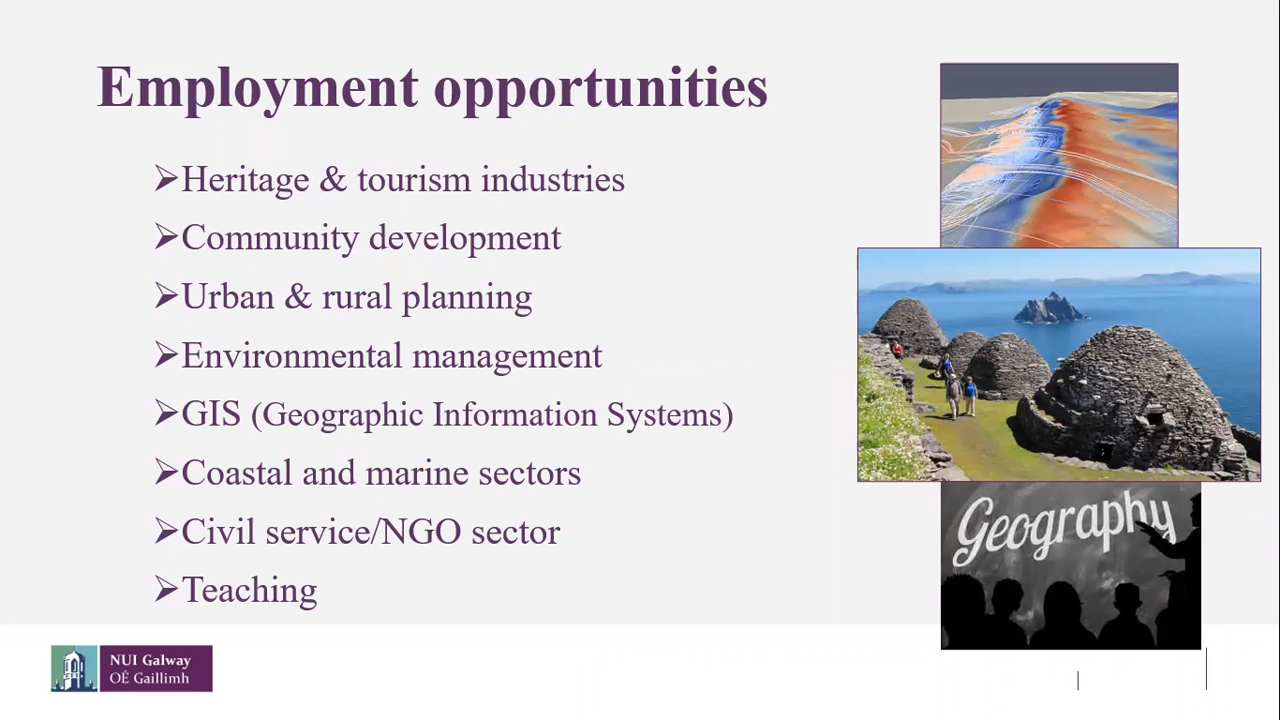 Employment opportunities
➢Heritage & tourism industries
➢Community development
➢Urban & rural planning
➢Environmental management
➢GIS (Geographic Information Systems)
➢Coastal and marine sectors
➢Civil service/NGO sector
➢Teaching
Geography
NUI Galway
OÉ Gaillimh